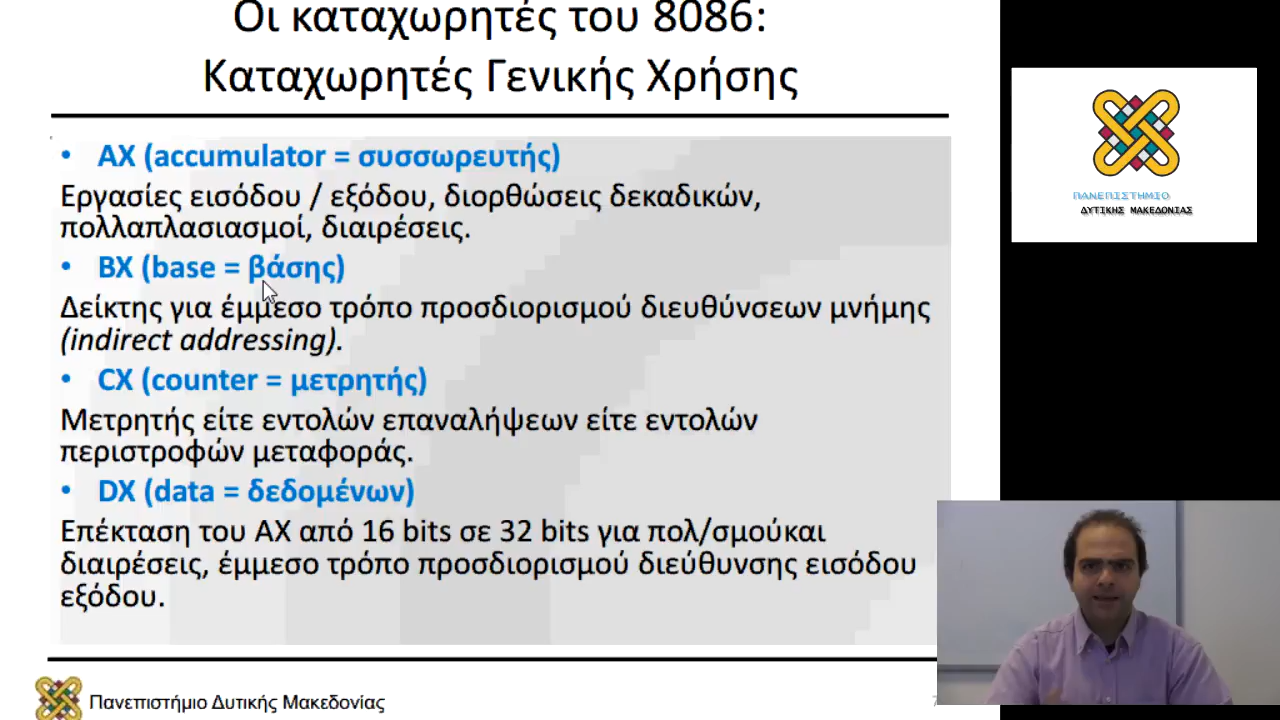 Οι καταχωρητές του 8086:
Καταχωρητές Γενικής Χρήσης
• AX (accumulator = συσσωρευτής)
Εργασίες εισόδου / εξόδου, διορθώσεις δεκαδικών,
πολλαπλασιασμοί, διαιρέσεις.
• BX (base = βάσης)
Δείκτης για έμμεσο τρόπο προσδιορισμού διευθύνσεων μνήμης
(indirect addressing).
• CX (counter = μετρητής)
Μετρητής είτε εντολών επαναλήψεων είτε εντολών
περιστροφών μεταφοράς.
• DX (data = δεδομένων)
Επέκταση του AX από 16 bits σε 32 bits για πολ/σμούκαι
διαιρέσεις, έμμεσο τρόπο προσδιορισμού διεύθυνσης εισόδου
εξόδου.
Πανεπιστήμιο Δυτικής Μακεδονίας
ΠΑΝΕΠΙΣΤΗΜΙΟ
ΔΥΤΙΚΗΣ ΜΑΚΕΔΟΝΙΑΣ